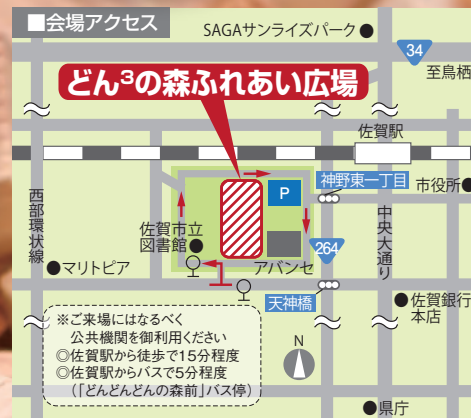 ■会場アクセス
SAGAサンライズパーク
34
至鳥栖
どん³の森ふれあい広場
佐賀駅
P
神野東一丁目
市役所
西部環状線
佐賀市立
図書館
中央大通り
264
マリトピア
アバンセ
天神橋
佐賀銀行
本店
※ご来場にはなるべく
公共機関を御利用ください
◎佐賀駅から徒歩で15分程度
◎佐賀駅からバスで5分程度
(「どんどんどんの森前」バス停)
N
県庁